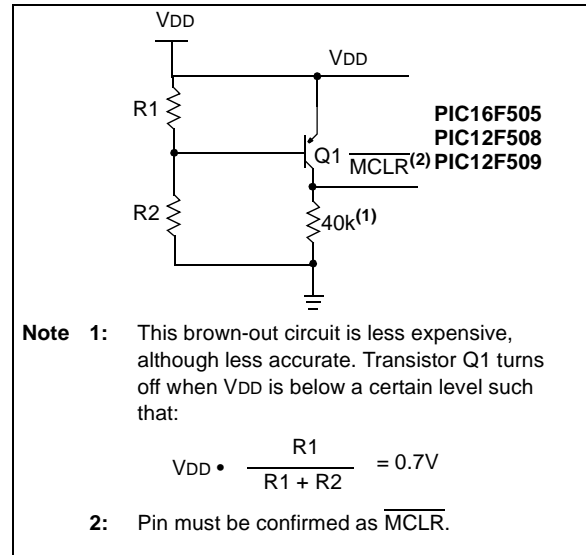 VDD
VDD
R1
PIC16F505
PIC12F508
Q1 MCLR(2) PIC12F509
R2
40k(1)
Note 1: This brown-out circuit is less expensive,
although less accurate. Transistor Q1 turns
off when VDD is below a certain level such
that:
VDD • R1 / R1 + R2 = 0.7V
2: Pin must be confirmed as MCLR.